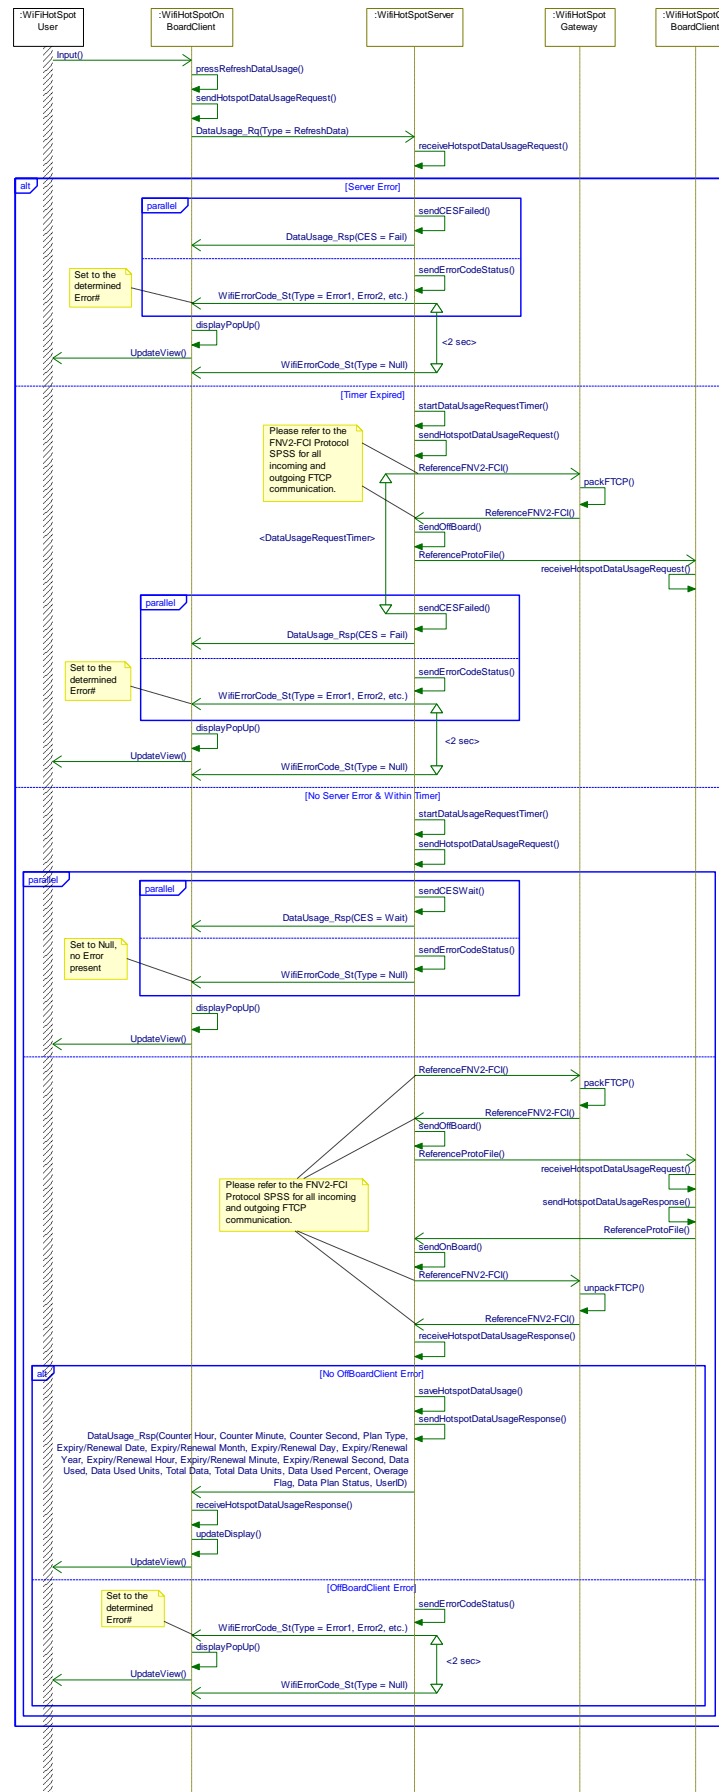 :WiFiHotSpot
User
:WifiHotSpotOn
BoardClient
:WifiHotSpotServer
:WifiHotSpot
Gateway
:WifiHotSpotO
BoardClient
Input()
pressRefreshDataUsage()
sendHotspotDataUsageRequest()
DataUsage_Rq(Type = RefreshData)
receiveHotspotDataUsageRequest()
alt
[Server Error]
parallel
sendCESFailed()
DataUsage_Rsp(CES = Fail)
sendErrorCodeStatus()
Set to the
determined
Error#
WifiErrorCode_St(Type = Error1, Error2, etc.)
displayPopUp()
<2 sec>
UpdateView()
WifiErrorCode_St(Type = Null)
[Timer Expired]
startDataUsageRequestTimer()
Please refer to the
FNV2-FCI Protocol
SPSS for all
incoming and
outgoing FTCP
communication.
sendHotspotDataUsageRequest()
ReferenceFNV2-FCI()
packFTCP()
ReferenceFNV2-FCI()
sendOffBoard()
<DataUsageRequestTimer>
ReferenceProtoFile()
receiveHotspotDataUsageRequest()
parallel
sendCESFailed()
DataUsage_Rsp(CES = Fail)
Set to the
determined
Error#
sendErrorCodeStatus()
WifiErrorCode_St(Type = Error1, Error2, etc.)
displayPopUp()
<2 sec>
UpdateView()
WifiErrorCode_St(Type = Null)
[No Server Error & Within Timer]
startDataUsageRequestTimer()
sendHotspotDataUsageRequest()
parallel
parallel
sendCESWait()
DataUsage_Rsp(CES = Wait)
Set to Null,
no Error
present
sendErrorCodeStatus()
WifiErrorCode_St(Type = Null)
displayPopUp()
UpdateView()
ReferenceFNV2-FCI()
packFTCP()
ReferenceFNV2-FCI()
sendOffBoard()
ReferenceProtoFile()
receiveHotspotDataUsageRequest()
Please refer to the FNV2-FCI
Protocol SPSS for all incoming
and outgoing FTCP
communication.
sendHotspotDataUsageResponse()
ReferenceProtoFile()
sendOnBoard()
ReferenceFNV2-FCI()
unpackFTCP()
ReferenceFNV2-FCI()
receiveHotspotDataUsageResponse()
alt
[No OffBoardClient Error]
saveHotspotDataUsage()
sendHotspotDataUsageResponse()
DataUsage_Rsp(Counter Hour, Counter Minute, Counter Second, Plan Type,
Expiry/Renewal Date, Expiry/Renewal Month, Expiry/Renewal Day, Expiry/Renewal
Year, Expiry/Renewal Hour, Expiry/Renewal Minute, Expiry/Renewal Second, Data
Used, Data Used Units, Total Data, Total Data Units, Data Used Percent, Overage
Flag, Data Plan Status, UserID)
receiveHotspotDataUsageResponse()
updateDisplay()
UpdateView()
[OffBoardClient Error]
Set to the
determined
Error#
sendErrorCodeStatus()
WifiErrorCode_St(Type = Error1, Error2, etc.)
displayPopUp()
<2 sec>
UpdateView()
WifiErrorCode_St(Type = Null)